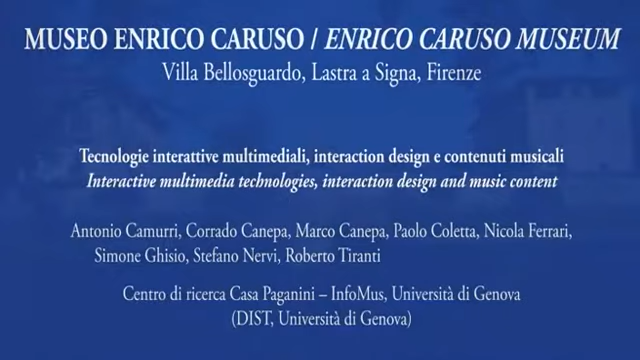 MUSEO ENRICO CARUSO / ENRICO CARUSO MUSEUM
Villa Bellosguardo, Lastra a Signa, Firenze
Tecnologie interattive multimediali, interaction design e contenuti musicali
Interactive multimedia technologies, interaction design and music content
Antonio Camurri, Corrado Canepa, Marco Canepa, Paolo Coletta, Nicola Ferrari,
Simone Ghisio, Stefano Nervi, Roberto Tiranti
Centro di ricerca Casa Paganini – InfoMus, Università di Genova
(DIST, Università di Genova)